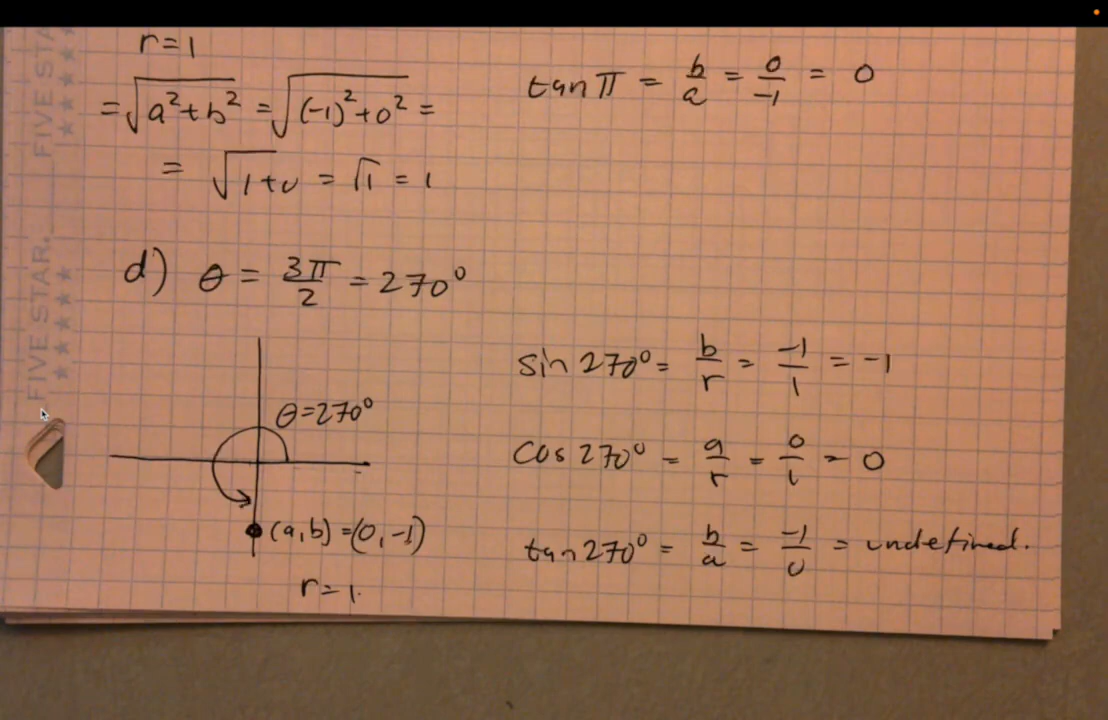 r=1
=√(a²+b²) = √((-1)²+0²) =
= √(1+0) = √1 = 1
tan π = b/a = 0/-1 = 0
d) θ = 3π/2 = 270°
θ=270°
(a,b)=(0,-1)
r=1.
sin 270° = b/r = -1/1 = -1
cos 270° = a/r = 0/1 = 0
tan 270° = b/a = -1/0 = undefined.
FIVE STAR
FIVE STAR.